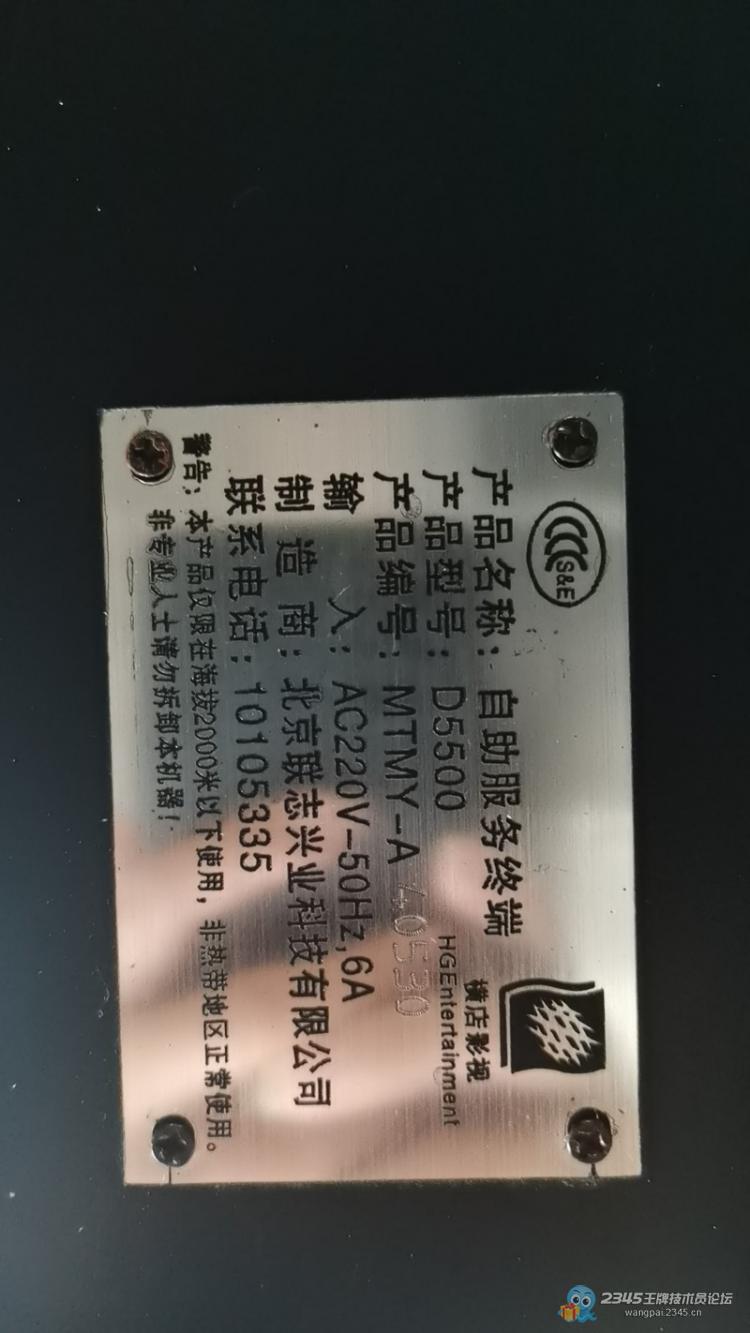 S&E
横店影视
HGEntertainment
产品名称：自助服务终端
产品型号：D5500
产品编号：MTMY-A 40530
输 入：AC220V-50Hz,6A
制 造 商：北京联志兴业科技有限公司
联系电话：10105335
警告：本产品仅限在海拔2000米以下使用，非热带地区正常使用。
非专业人士请勿拆卸本机器！
2345王牌技术员论坛
wangpai.2345.cn